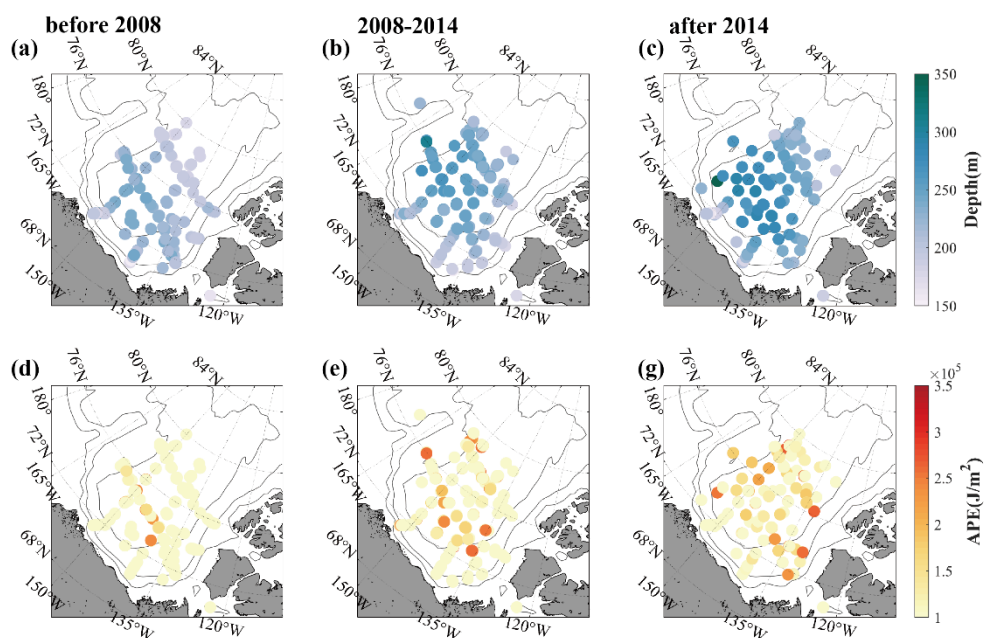 before 2008
2008-2014
after 2014
(a)
76°N
80°N
84°N
180°
72°N
165°W
68°N
150°W
135°W
120°W
(b)
76°N
80°N
84°N
180°
72°N
165°W
68°N
150°W
135°W
120°W
(c)
76°N
80°N
84°N
180°
72°N
165°W
68°N
150°W
135°W
120°W
350
300
250
200
150
Depth(m)
(d)
76°N
80°N
84°N
180°
72°N
165°W
68°N
150°W
135°W
120°W
(e)
76°N
80°N
84°N
180°
72°N
165°W
68°N
150°W
135°W
120°W
(g)
76°N
80°N
84°N
180°
72°N
165°W
68°N
150°W
135°W
120°W
×10⁵
3.5
3
2.5
2
1.5
1
APE(J/m²)